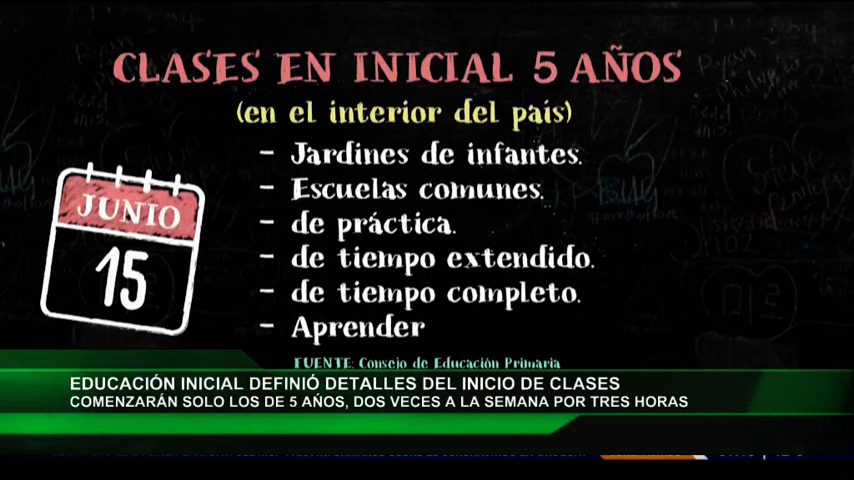 CLASES EN INICIAL 5 AÑOS
(en el interior del país)
- Jardines de infantes.
- Escuelas comunes.
- de práctica.
- de tiempo extendido.
- de tiempo completo.
- Aprender
JUNIO
15
FUENTE: Consejo de Educación Primaria
EDUCACIÓN INICIAL DEFINIÓ DETALLES DEL INICIO DE CLASES
COMENZARÁN SOLO LOS DE 5 AÑOS, DOS VECES A LA SEMANA POR TRES HORAS